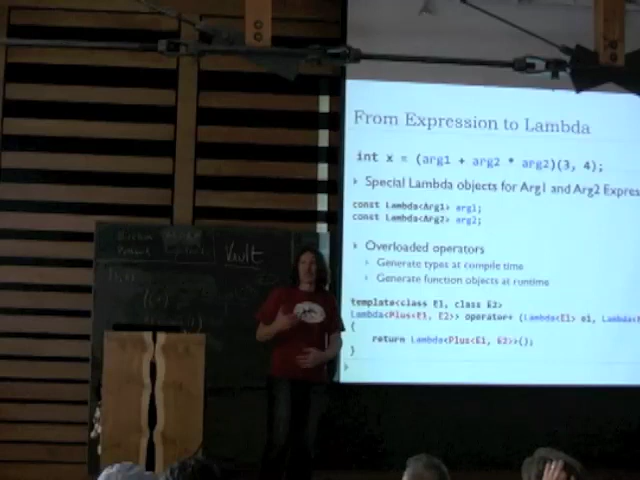 From Expression to Lambda
int x = (arg1 + arg2 * arg2)(3, 4);
Special Lambda objects for Arg1 and Arg2 Expres
const Lambda<Arg1> arg1;
const Lambda<Arg2> arg2;
Overloaded operators
Generate types at compile time
Generate function objects at runtime
template<class E1, class E2>
Lambda<Plus<E1, E2>> operator+ (Lambda<E1> e1, Lambda<
{
return Lambda<Plus<E1, E2>>();
}
Vault